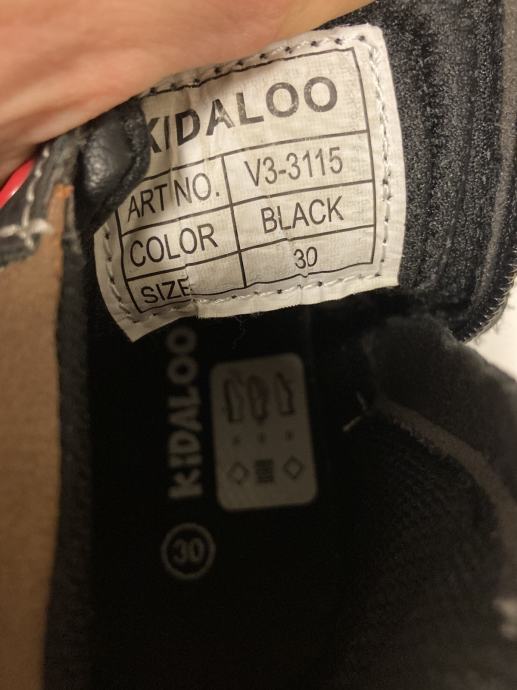 KIDALOO
ART NO. V3-3115
COLOR BLACK
SIZE 30
KIDALOO
30